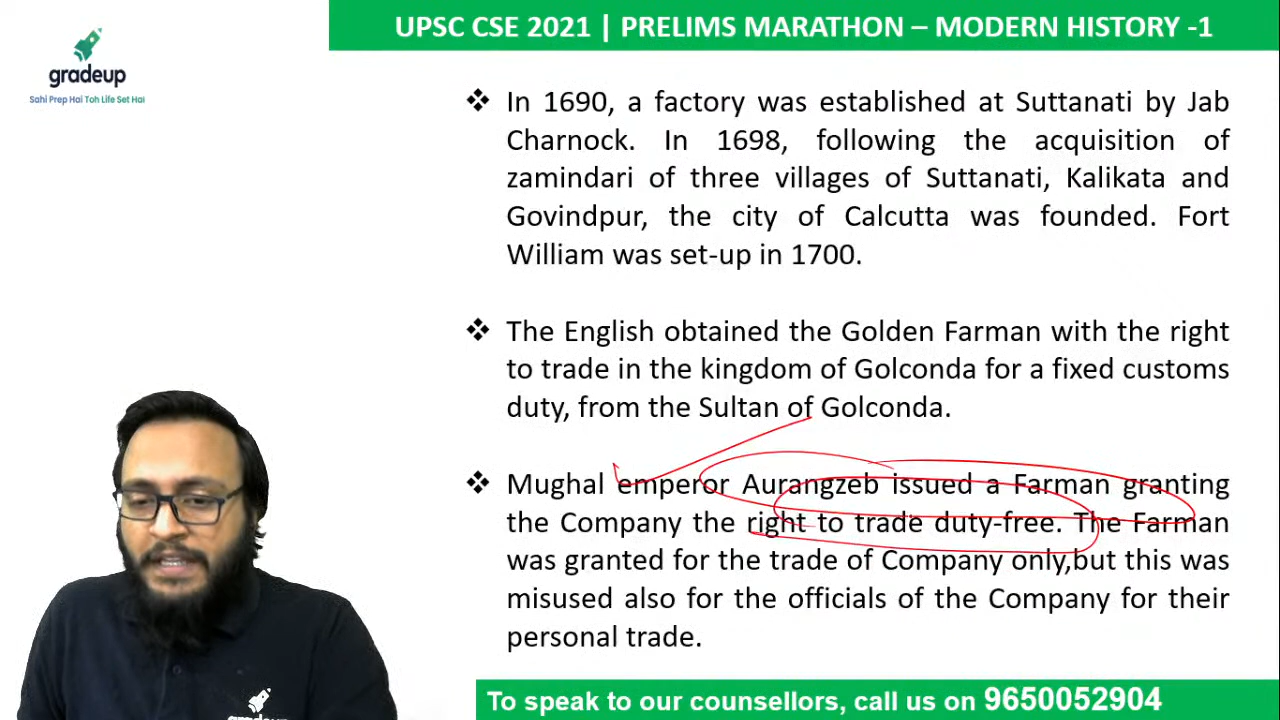 UPSC CSE 2021 | PRELIMS MARATHON – MODERN HISTORY -1
gradeup
Sahi Prep Hai Toh Life Set Hai
❖ In 1690, a factory was established at Suttanati by Jab
Charnock. In 1698, following the acquisition of
zamindari of three villages of Suttanati, Kalikata and
Govindpur, the city of Calcutta was founded. Fort
William was set-up in 1700.
❖ The English obtained the Golden Farman with the right
to trade in the kingdom of Golconda for a fixed customs
duty, from the Sultan of Golconda.
❖ Mughal emperor Aurangzeb issued a Farman granting
the Company the right to trade duty-free. The Farman
was granted for the trade of Company only,but this was
misused also for the officials of the Company for their
personal trade.
gradeup
To speak to our counsellors, call us on 9650052904